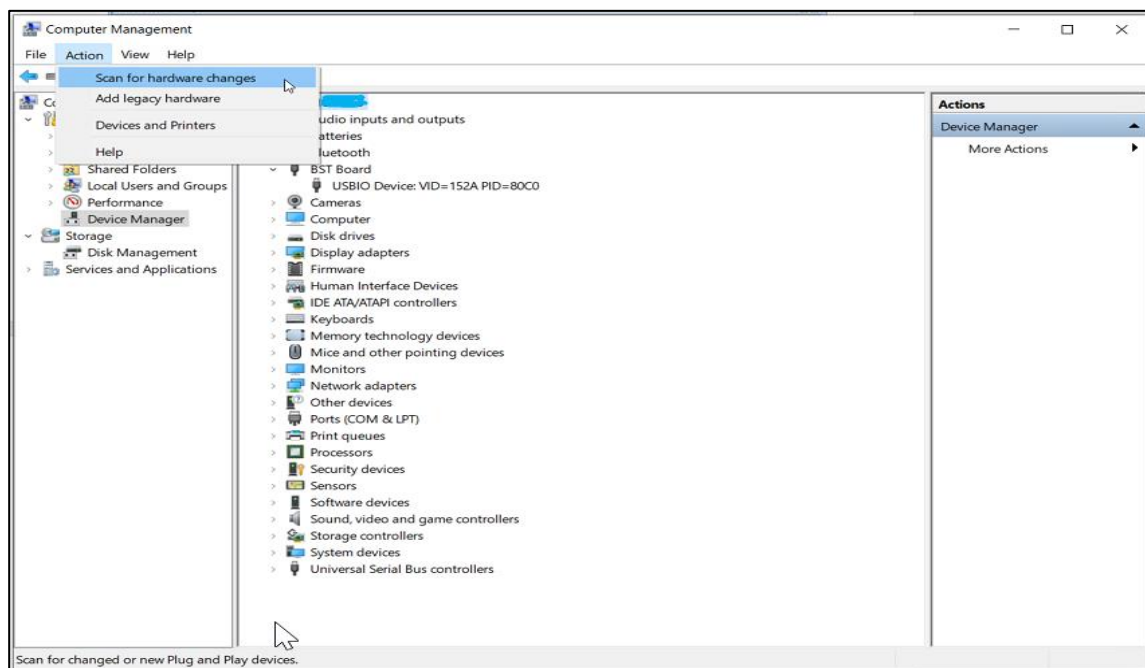 Computer Management
File Action View Help
Scan for hardware changes
Add legacy hardware
Devices and Printers
Help
Shared Folders
Local Users and Groups
Performance
Device Manager
Storage
Disk Management
Services and Applications
inputs and outputs
BST Board
USBIO Device: VID=152A PID=80C0
Cameras
Computer
Disk drives
Display adapters
Firmware
Human Interface Devices
IDE ATA/ATAPI controllers
Keyboards
Memory technology devices
Mice and other pointing devices
Monitors
Network adapters
Other devices
Ports (COM & LPT)
Print queues
Processors
Security devices
Sensors
Software devices
Sound, video and game controllers
Storage controllers
System devices
Universal Serial Bus controllers
Actions
Device Manager
More Actions
Scan for changed or new Plug and Play devices.